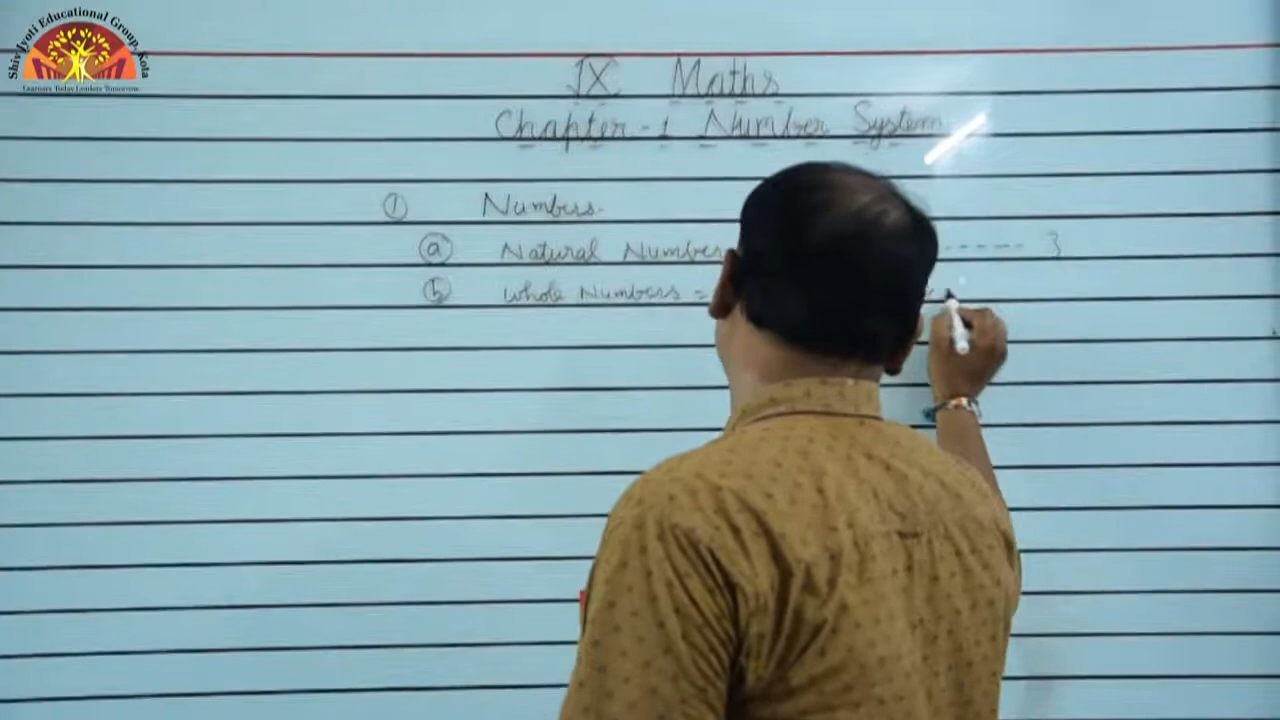 Shiv Jyoti Educational Group, Kota
Learners Today Leaders Tomorrow
IX Maths
Chapter-1 Number System
① Numbers-
ⓐ Natural Number ------ }
ⓑ Whole Numbers =